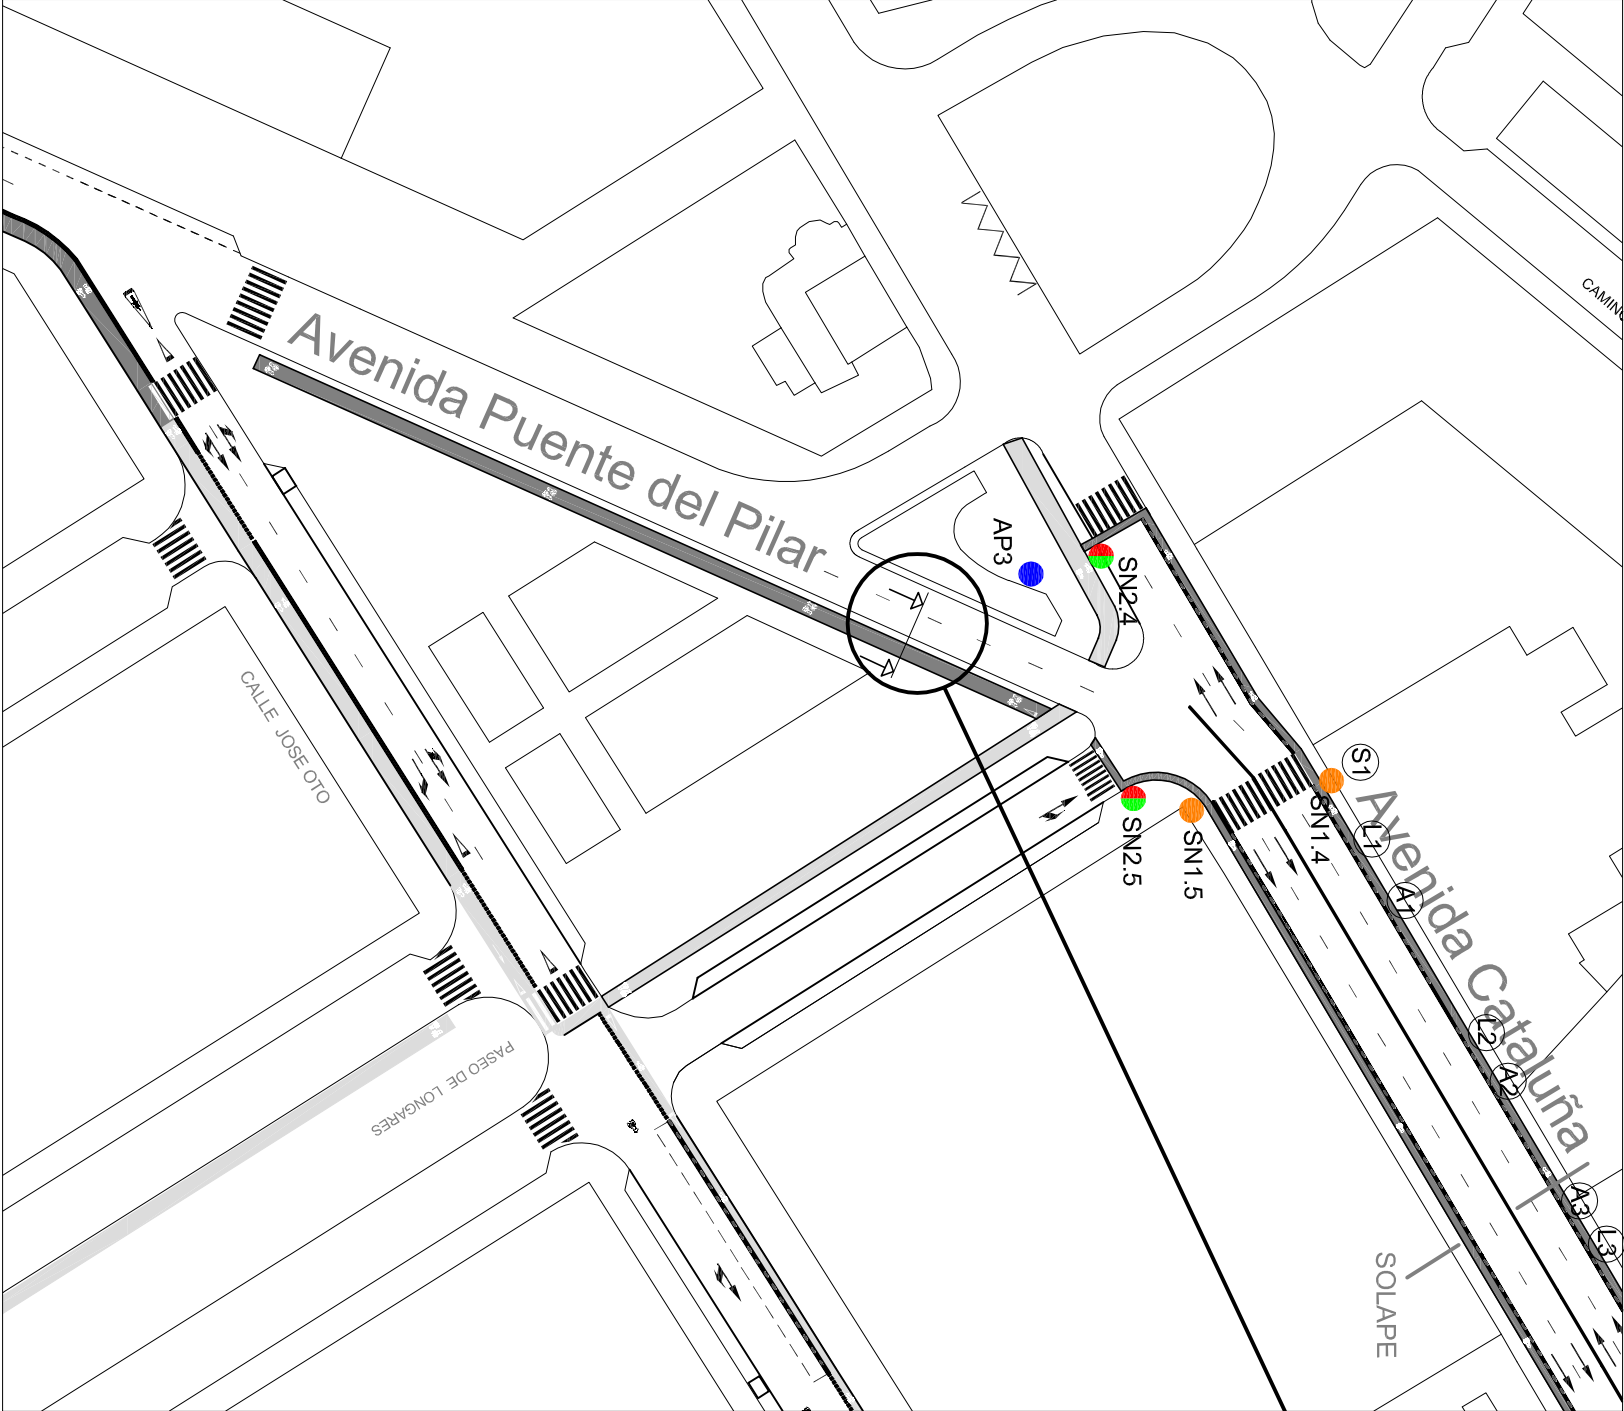 CAMINO
Avenida Puente del Pilar
AP3
SN2.4
S1
SN1.4
SN2.5
SN1.5
L1
A1
Avenida Cataluña I
L2
A2
A3
L3
SOLAPE
CALLE JOSE OTO
PASEO DE LONGARES